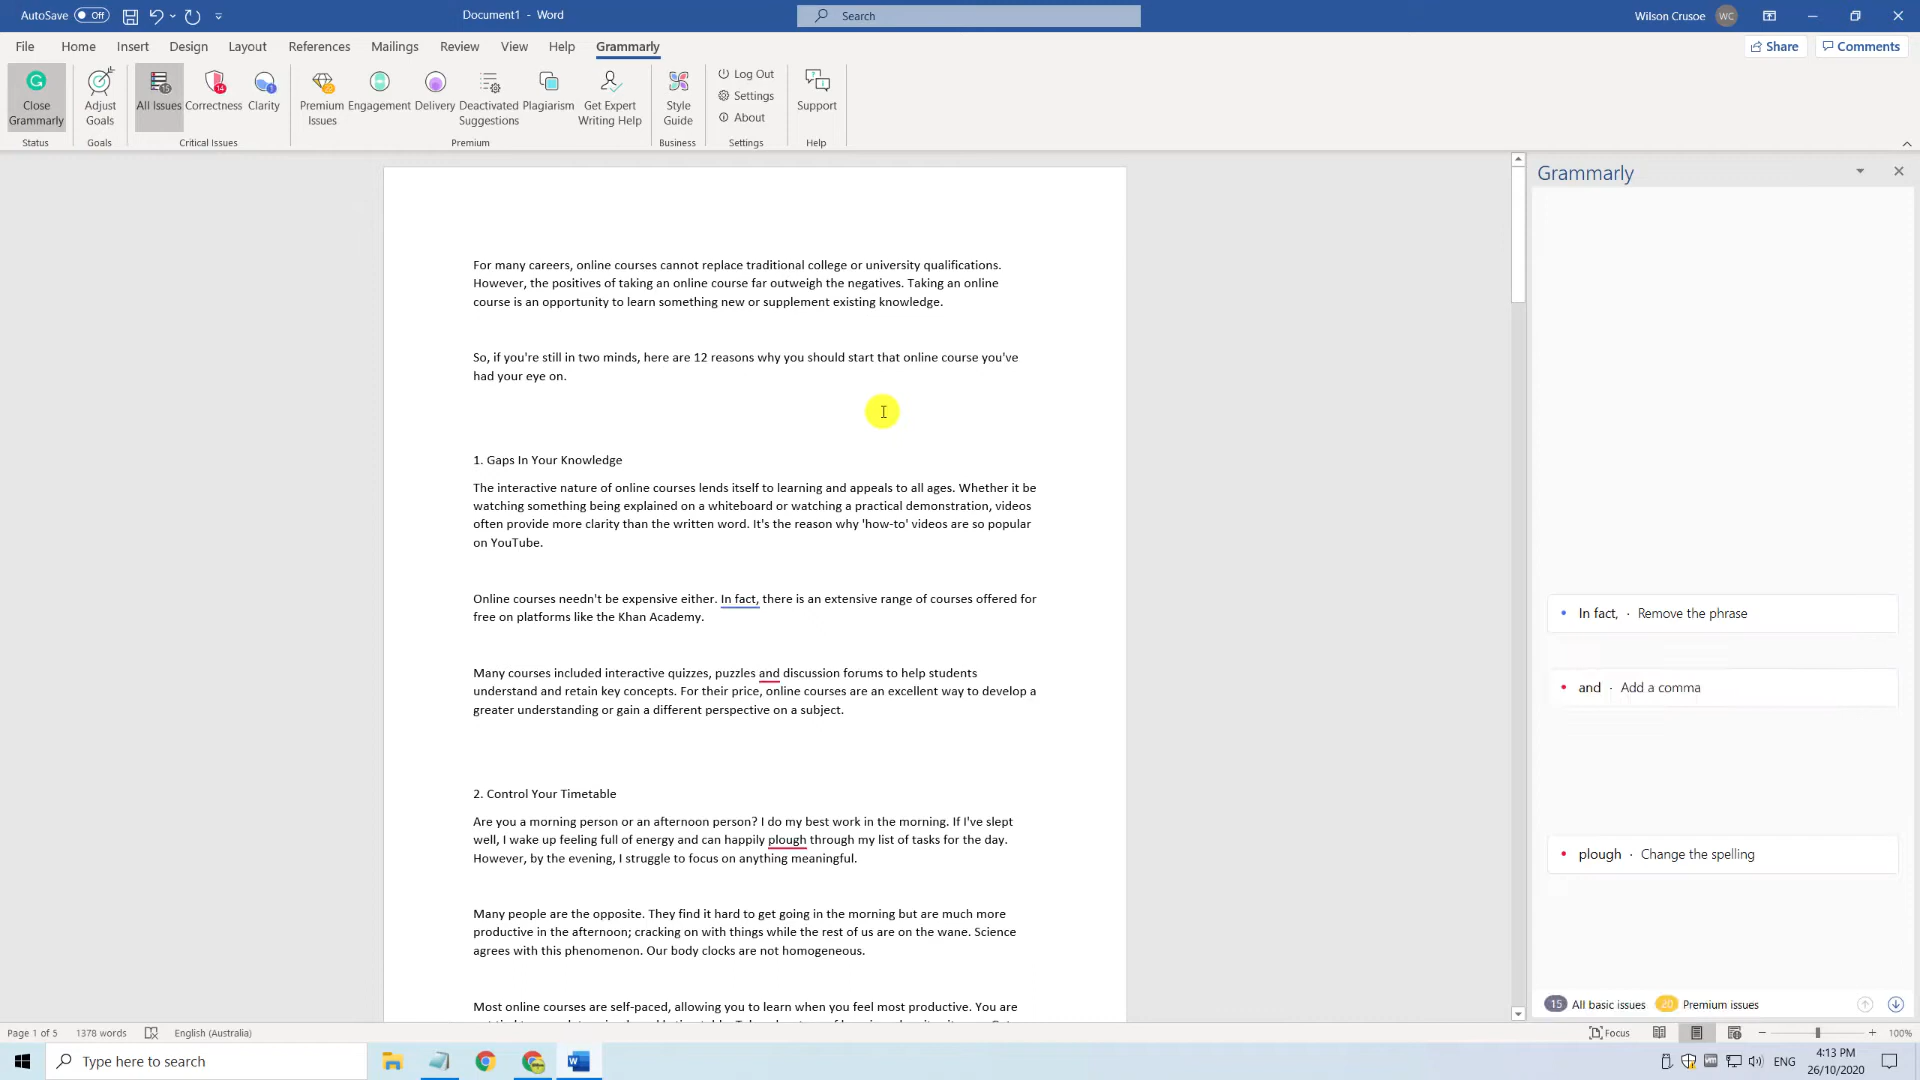 AutoSave Off
Document1 - Word
Search
Wilson Crusoe WC
File Home Insert Design Layout References Mailings Review View Help Grammarly
Share Comments
Close Grammarly
Status
Adjust Goals
Goals
All Issues 15
Correctness 14
Clarity 1
Critical Issues
Premium Issues
Engagement
Delivery
Deactivated Suggestions
Plagiarism
Get Expert Writing Help
Premium
Style Guide
Business
Log Out
Settings
About
Settings
Support
Help
For many careers, online courses cannot replace traditional college or university qualifications.
However, the positives of taking an online course far outweigh the negatives. Taking an online
course is an opportunity to learn something new or supplement existing knowledge.
So, if you're still in two minds, here are 12 reasons why you should start that online course you've
had your eye on.
1. Gaps In Your Knowledge
The interactive nature of online courses lends itself to learning and appeals to all ages. Whether it be
watching something being explained on a whiteboard or watching a practical demonstration, videos
often provide more clarity than the written word. It's the reason why 'how-to' videos are so popular
on YouTube.
Online courses needn't be expensive either. In fact, there is an extensive range of courses offered for
free on platforms like the Khan Academy.
Many courses included interactive quizzes, puzzles and discussion forums to help students
understand and retain key concepts. For their price, online courses are an excellent way to develop a
greater understanding or gain a different perspective on a subject.
2. Control Your Timetable
Are you a morning person or an afternoon person? I do my best work in the morning. If I've slept
well, I wake up feeling full of energy and can happily plough through my list of tasks for the day.
However, by the evening, I struggle to focus on anything meaningful.
Many people are the opposite. They find it hard to get going in the morning but are much more
productive in the afternoon; cracking on with things while the rest of us are on the wane. Science
agrees with this phenomenon. Our body clocks are not homogeneous.
Most online courses are self-paced, allowing you to learn when you feel most productive. You are
Grammarly
In fact, · Remove the phrase
and · Add a comma
plough · Change the spelling
15 All basic issues 20 Premium issues
Page 1 of 5 1378 words English (Australia)
Focus
100%
Type here to search
ENG
4:13 PM
26/10/2020